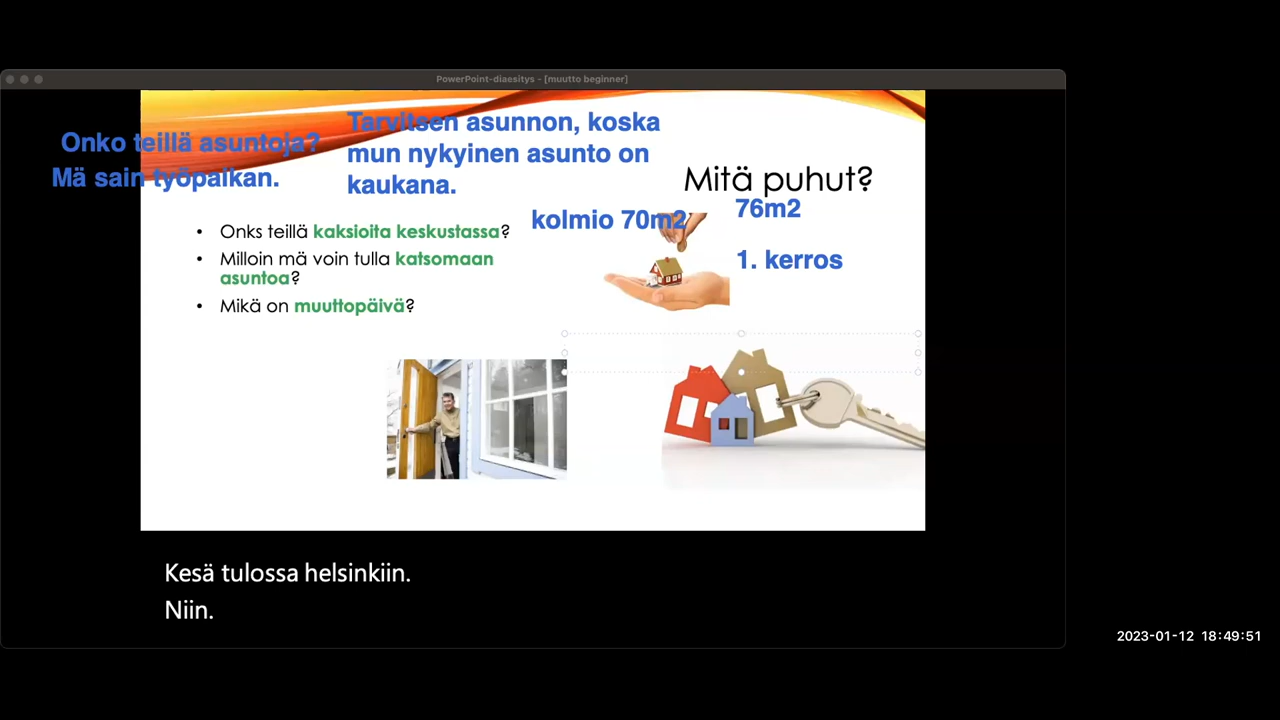 PowerPoint-diaesitys - [muutto beginner]
Onko teillä asuntoja?
Mä sain työpaikan.
Tarvitsen asunnon, koska
mun nykyinen asunto on
kaukana.
Mitä puhut?
kolmio 70m2
76m2
1. kerros
• Onks teillä kaksioita keskustassa?
• Milloin mä voin tulla katsomaan
asuntoa?
• Mikä on muuttopäivä?
Kesä tulossa helsinkiin.
Niin.
2023-01-12 18:49:51